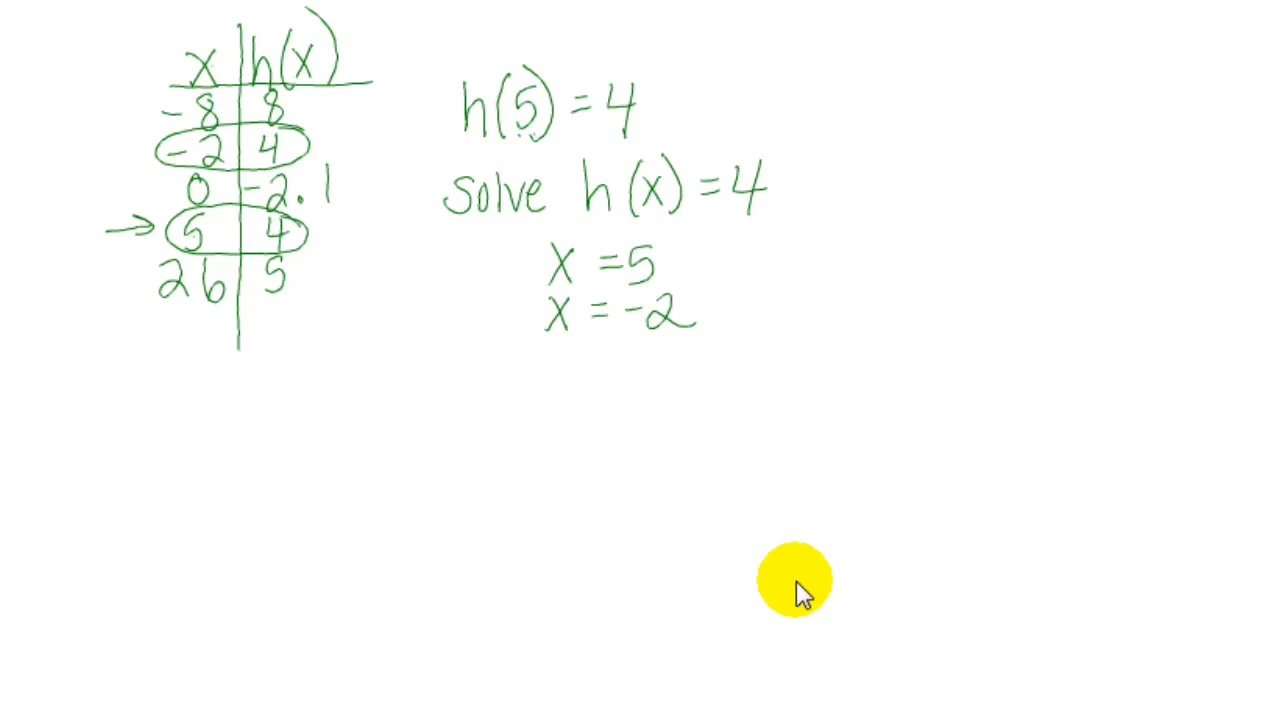 x h(x)
-8 8
-2 4
0 -2.1
→ 5 4
26 5
h(5) = 4
solve h(x) = 4
x = 5
x = -2